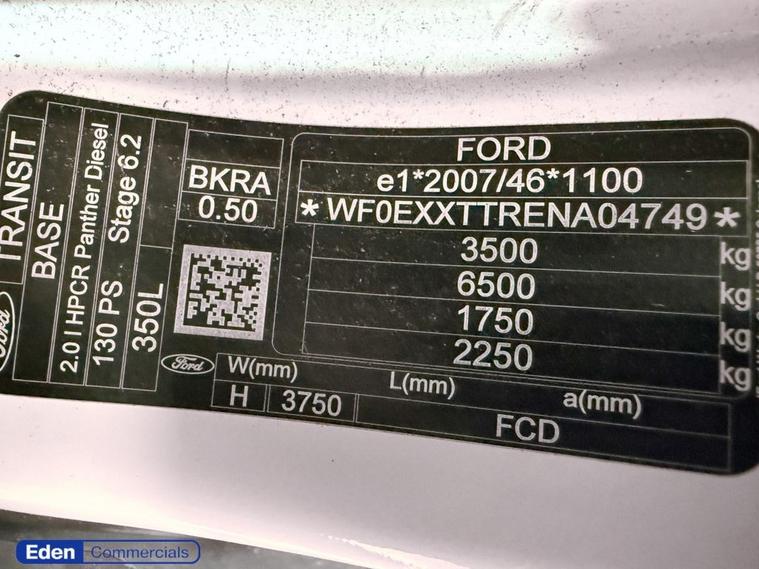 TRANSIT
BASE
2.0 l HPCR Panther Diesel
130 PS Stage 6.2
350L
BKRA
0.50
FORD
e1*2007/46*1100
*WF0EXXTTRENA04749*
3500 kg
6500 kg
1750 kg
2250 kg
Ford
Ford
W(mm) L(mm) a(mm)
H 3750 FCD
Eden Commercials